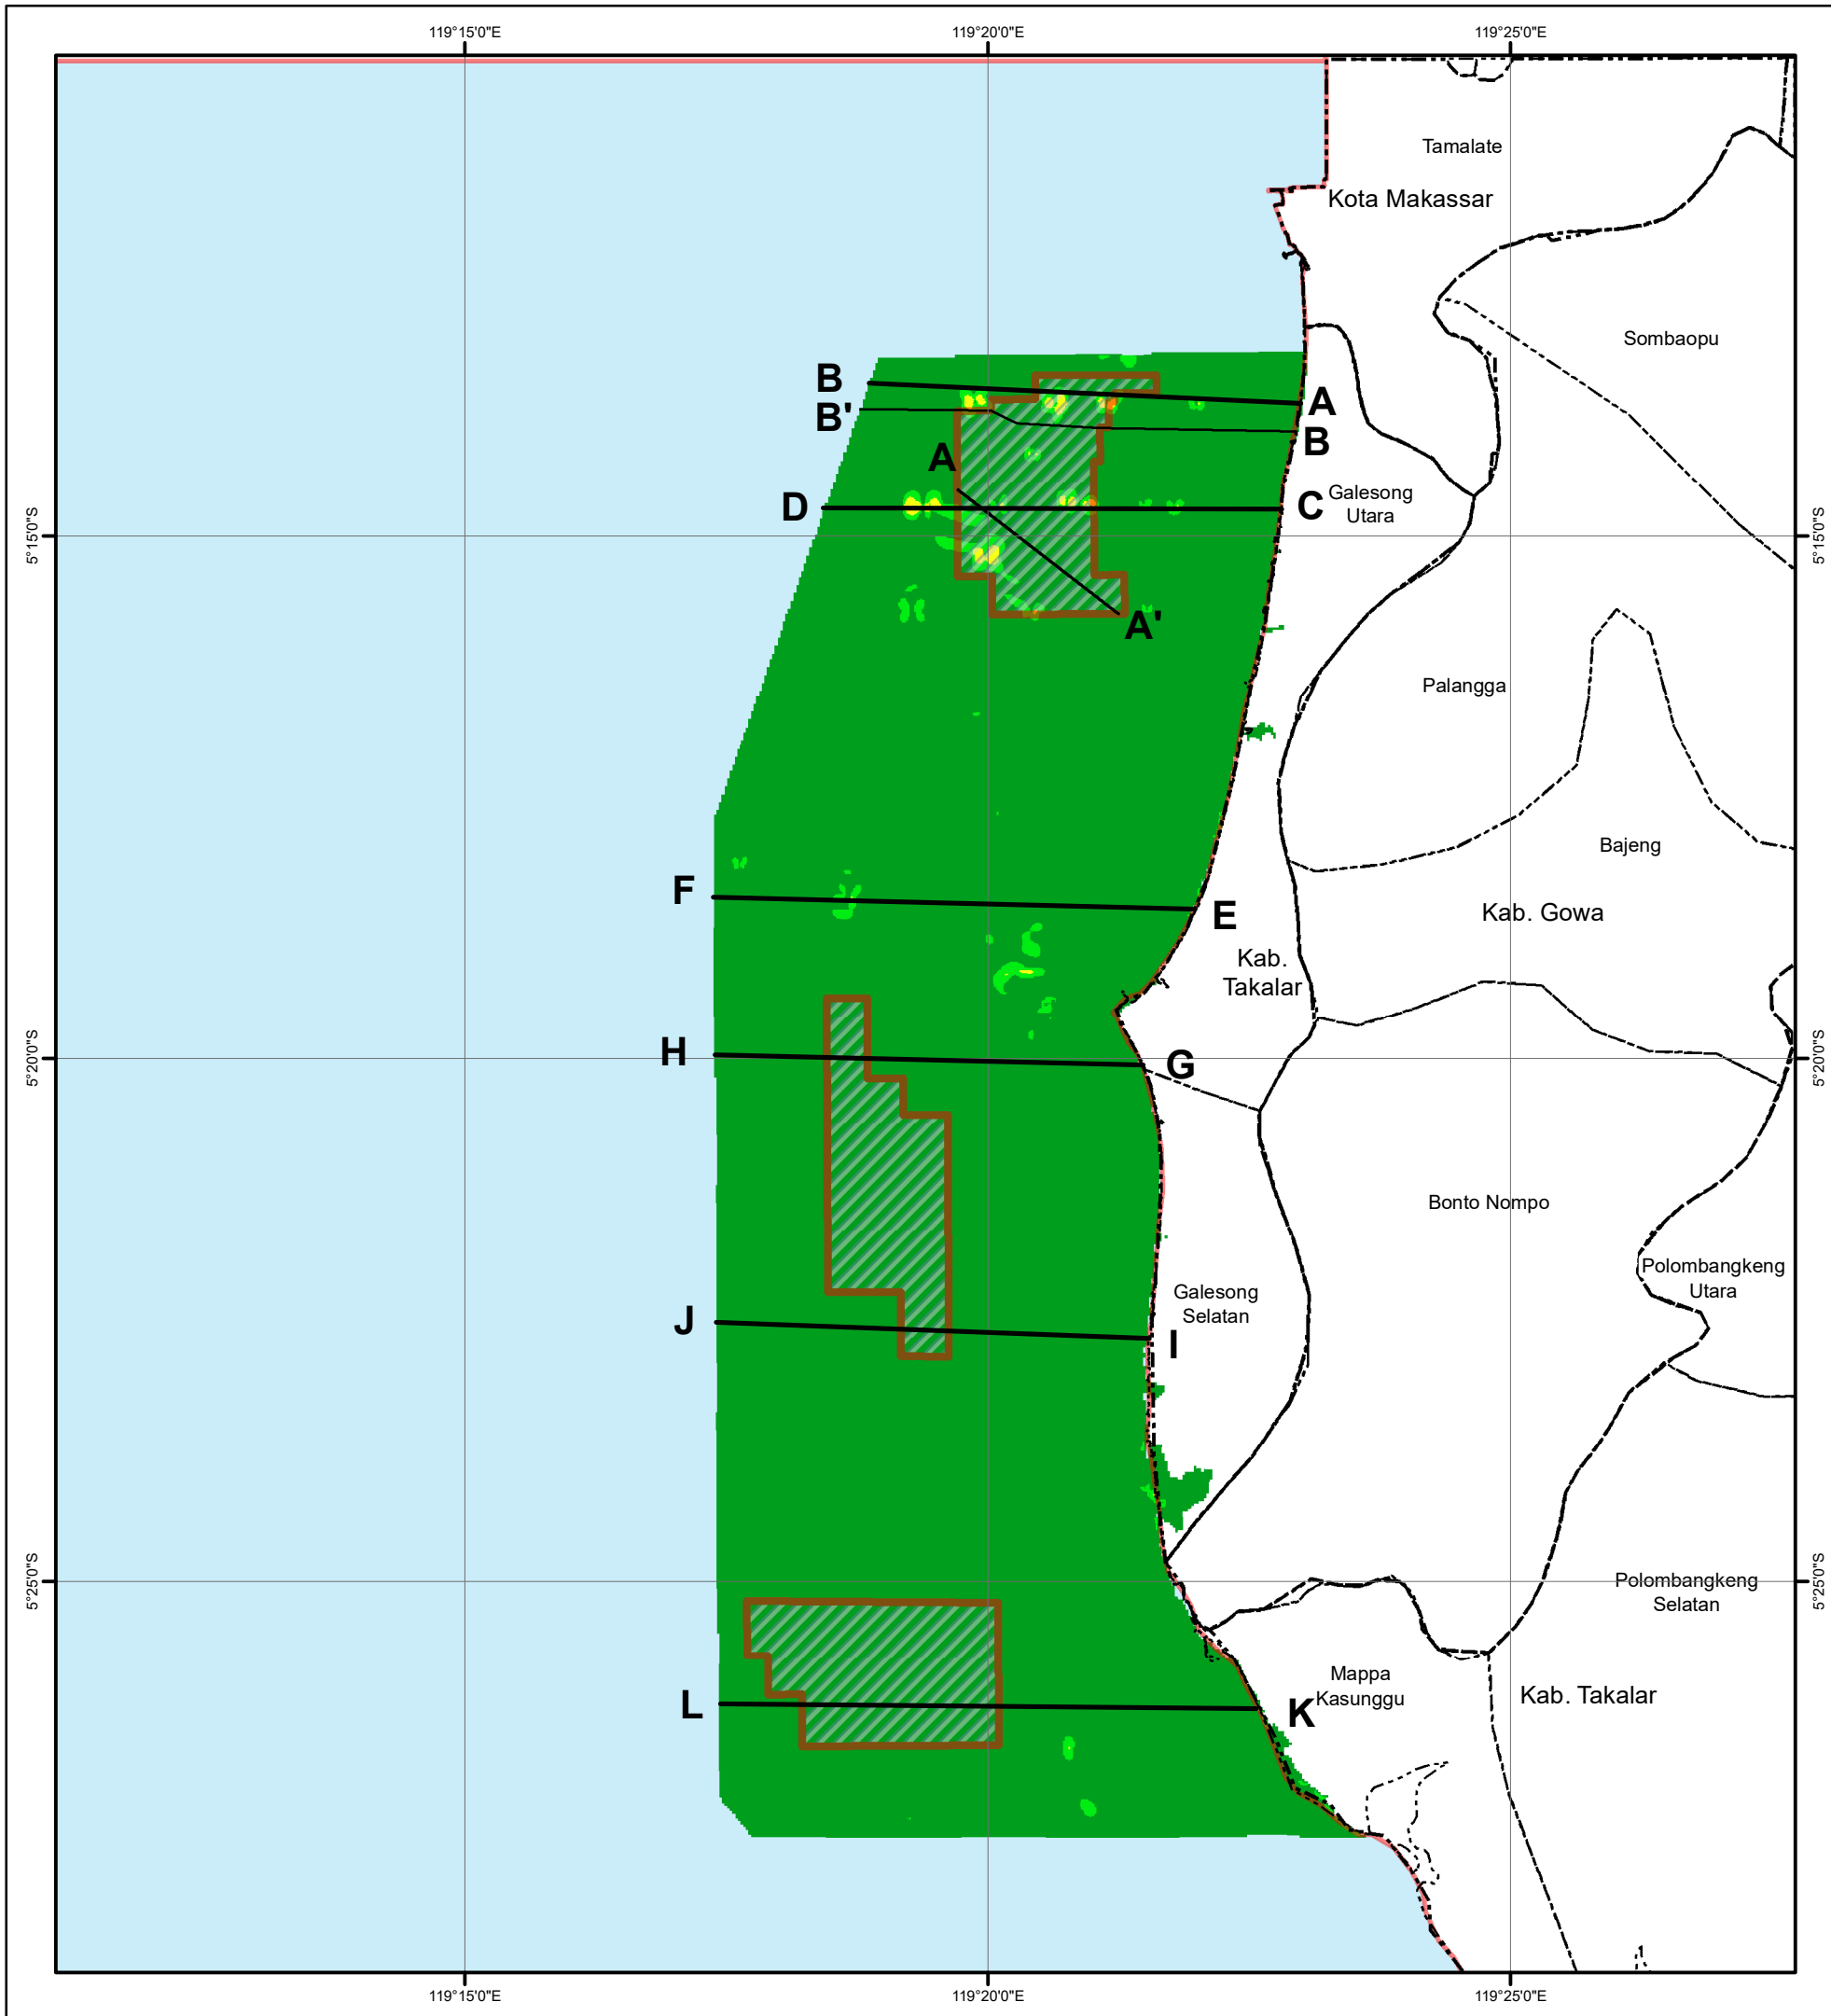 119°15'0"E
119°20'0"E
119°25'0"E
Tamalate
Kota Makassar
Sombaopu
B
A
B'
B
A
D
C
Galesong
Utara
5°15'0"S
5°15'0"S
A'
Palangga
Bajeng
F
E
Kab. Gowa
Kab.
Takalar
H
G
5°20'0"S
5°20'0"S
Bonto Nompo
Polombangkeng
Utara
Galesong
Selatan
J
I
5°25'0"S
5°25'0"S
Polombangkeng
Selatan
Mappa
Kasunggu
Kab. Takalar
L
K
119°15'0"E
119°20'0"E
119°25'0"E